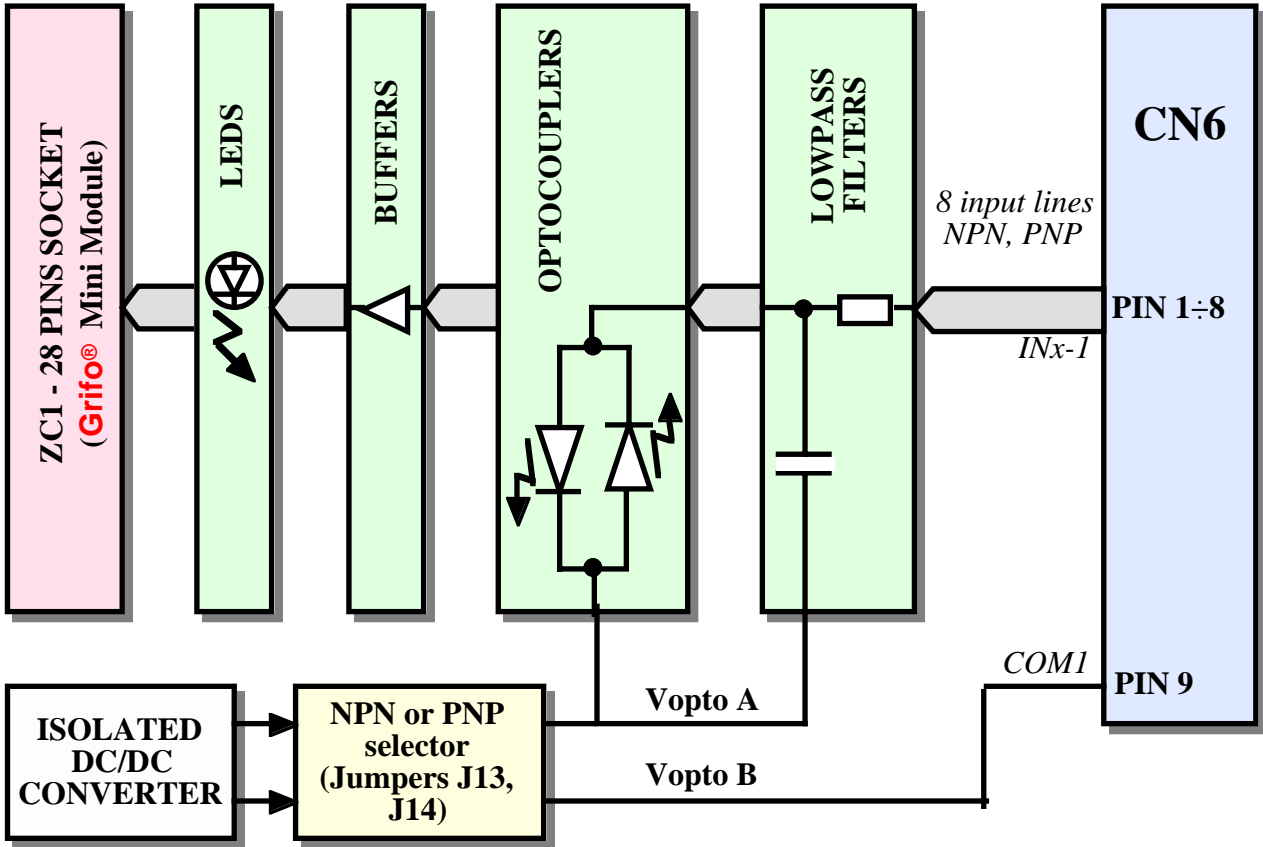 ZC1 - 28 PINS SOCKET
(Grifo® Mini Module)
LEDS
BUFFERS
OPTOCOUPLERS
LOWPASS
FILTERS
8 input lines
NPN, PNP
INx-1
CN6
PIN 1÷8
COM1
PIN 9
ISOLATED
DC/DC
CONVERTER
NPN or PNP
selector
(Jumpers J13,
J14)
Vopto A
Vopto B